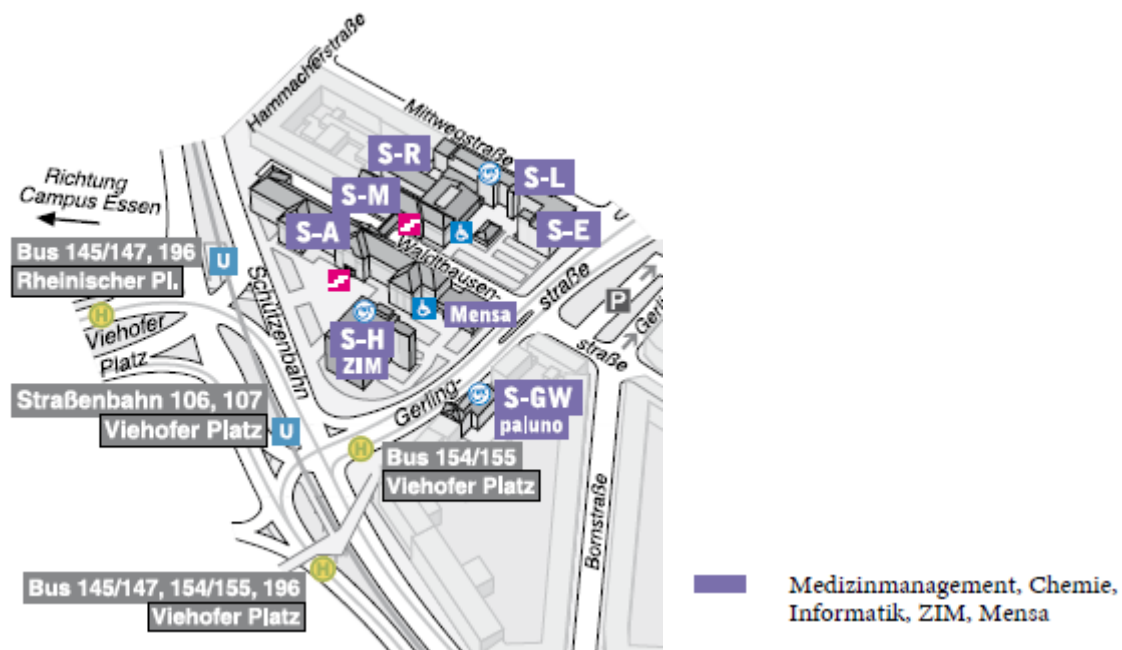 Hammacherstraße
Mittwegstraße
S-R
S-L
Richtung
Campus Essen
S-M
S-E
S-A
Bus 145/147, 196
Rheinischer Pl.
U
Waldthausen-
straße
P
Gerling-
straße
Schützenbahn
H
Viehofer
Platz
Mensa
S-H
ZIM
Straßenbahn 106, 107
Viehofer Platz
U
Gerling-
S-GW
paluno
H
Bus 154/155
Viehofer Platz
Bornstraße
H
Bus 145/147, 154/155, 196
Viehofer Platz
Medizinmanagement, Chemie,
Informatik, ZIM, Mensa